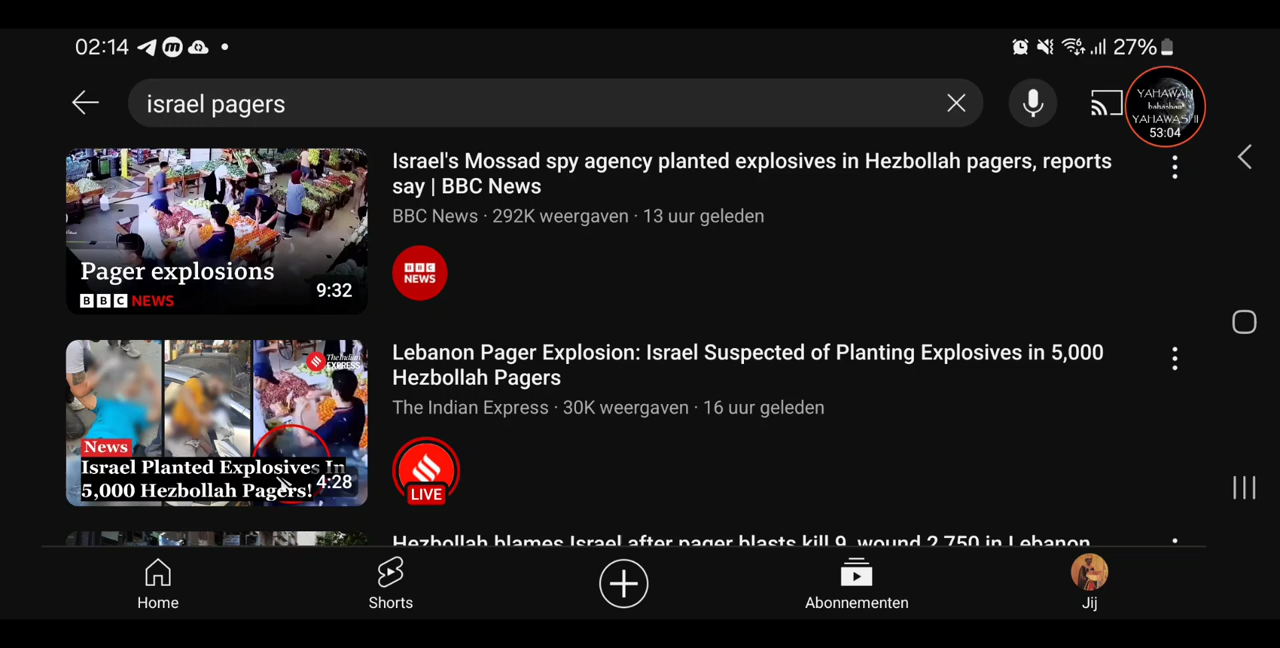 02:14
27%
israel pagers
YAHAWAH
bahasham
YAHAWASHI
53:04
Israel's Mossad spy agency planted explosives in Hezbollah pagers, reports
say | BBC News
BBC News · 292K weergaven · 13 uur geleden
Pager explosions
BBC NEWS
9:32
BBC
NEWS
Lebanon Pager Explosion: Israel Suspected of Planting Explosives in 5,000
Hezbollah Pagers
The Indian Express · 30K weergaven · 16 uur geleden
The Indian
EXPRESS
News
Israel Planted Explosives In
5,000 Hezbollah Pagers!
4:28
LIVE
Hezbollah blames Israel after pager blasts kill 9, wound 2,750 in Lebanon
Home
Shorts
Abonnementen
Jij